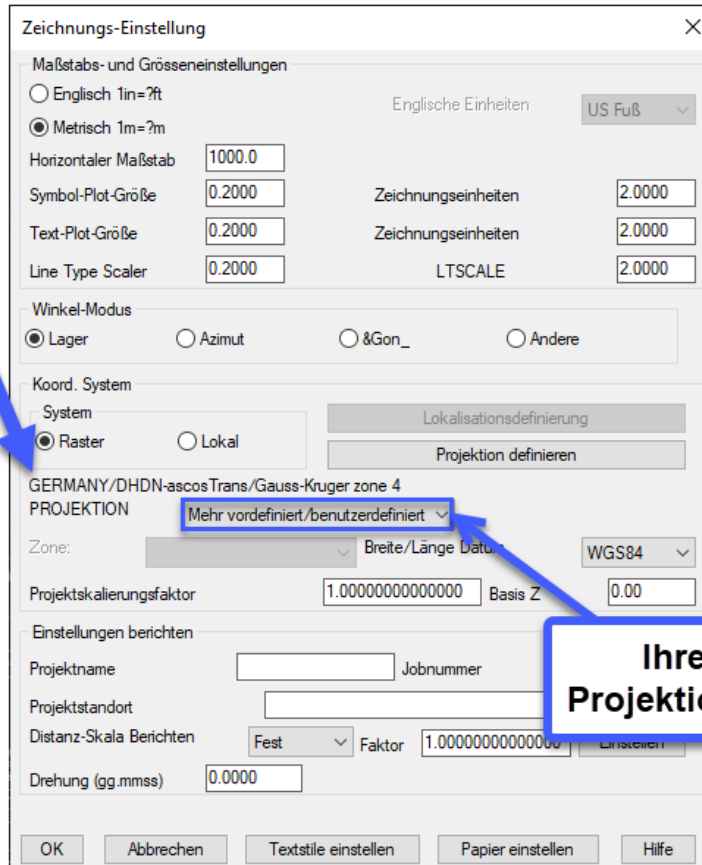 Zeichnungs-Einstellung
Maßstabs- und Grösseneinstellungen
Englisch 1in=?ft
Englische Einheiten
US Fuß
Metrisch 1m=?m
Horizontaler Maßstab 1000.0
Symbol-Plot-Größe 0.2000 Zeichnungseinheiten 2.0000
Text-Plot-Größe 0.2000 Zeichnungseinheiten 2.0000
Line Type Scaler 0.2000 LTSCALE 2.0000
Winkel-Modus
Lager Azimut &Gon_ Andere
Koord. System
System
Raster Lokal
Lokalisationsdefinierung
Projektion definieren
GERMANY/DHDN-ascosTrans/Gauss-Kruger zone 4
PROJEKTION Mehr vordefiniert/benutzerdefiniert
Zone: Breite/Länge Datum WGS84
Projektskalierungsfaktor 1.00000000000000 Basis Z 0.00
Einstellungen berichten
Projektname Jobnummer
Projektstandort
Ihre
Distanz-Skala Berichten Fest Faktor 1.00000000000000 Einstellen
Drehung (gg.mmss) 0.0000
OK Abbrechen Textstile einstellen Papier einstellen Hilfe